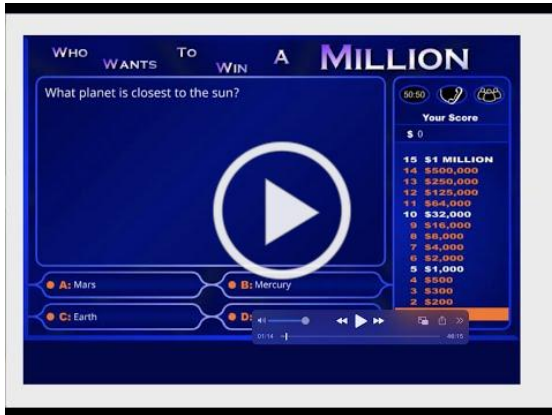 WHO WANTS TO WIN A MILLION
What planet is closest to the sun?
50:50
Your Score
$ 0
15 $1 MILLION
14 $500,000
13 $250,000
12 $125,000
11 $64,000
10 $32,000
9 $16,000
8 $8,000
7 $4,000
6 $2,000
5 $1,000
4 $500
3 $300
2 $200
A: Mars
B: Mercury
C: Earth
D:
01:14
46:15